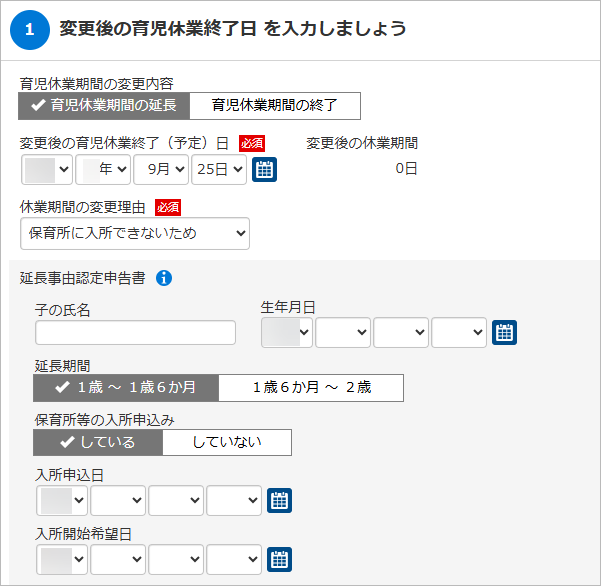 1 変更後の育児休業終了日 を入力しましょう
育児休業期間の変更内容
育児休業期間の延長 育児休業期間の終了
変更後の育児休業終了（予定）日 必須 変更後の休業期間
年 9月 25日 0日
休業期間の変更理由 必須
保育所に入所できないため
延長事由認定申告書
子の氏名 生年月日
延長期間
１歳 ～ １歳６か月 １歳６か月 ～ ２歳
保育所等の入所申込み
している していない
入所申込日
入所開始希望日